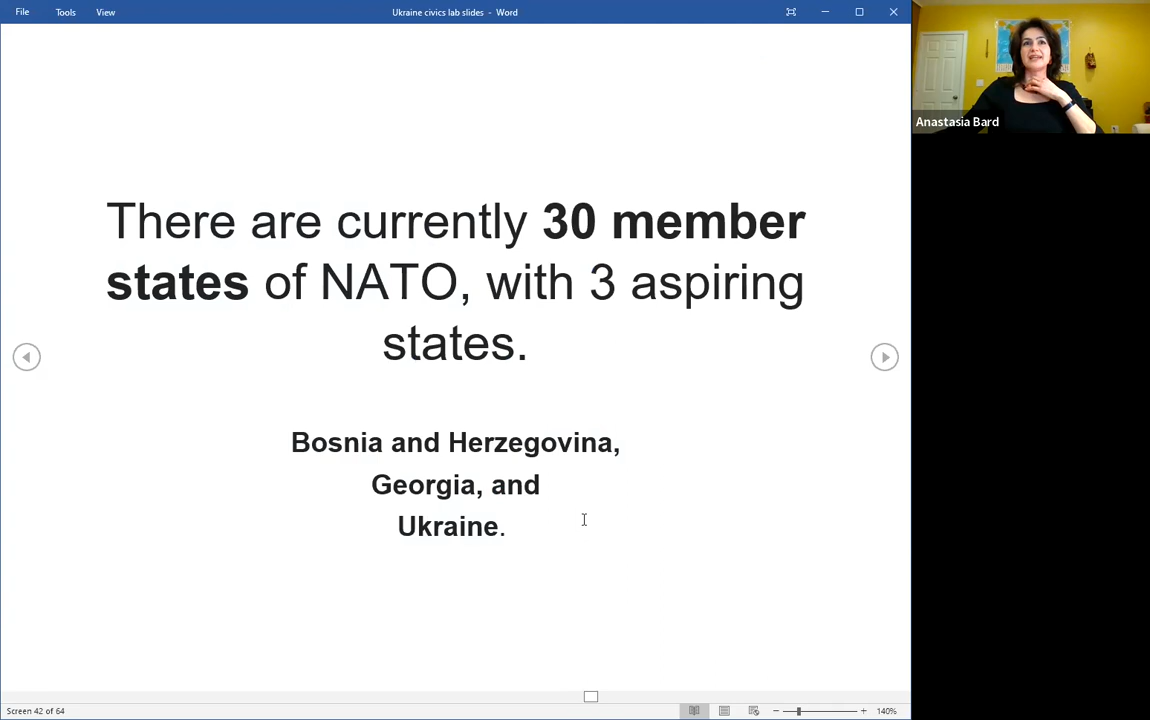 File Tools View Ukraine civics lab slides - Word
Anastasia Bard
There are currently 30 member
states of NATO, with 3 aspiring
states.
Bosnia and Herzegovina,
Georgia, and
Ukraine.
Screen 42 of 64 140%